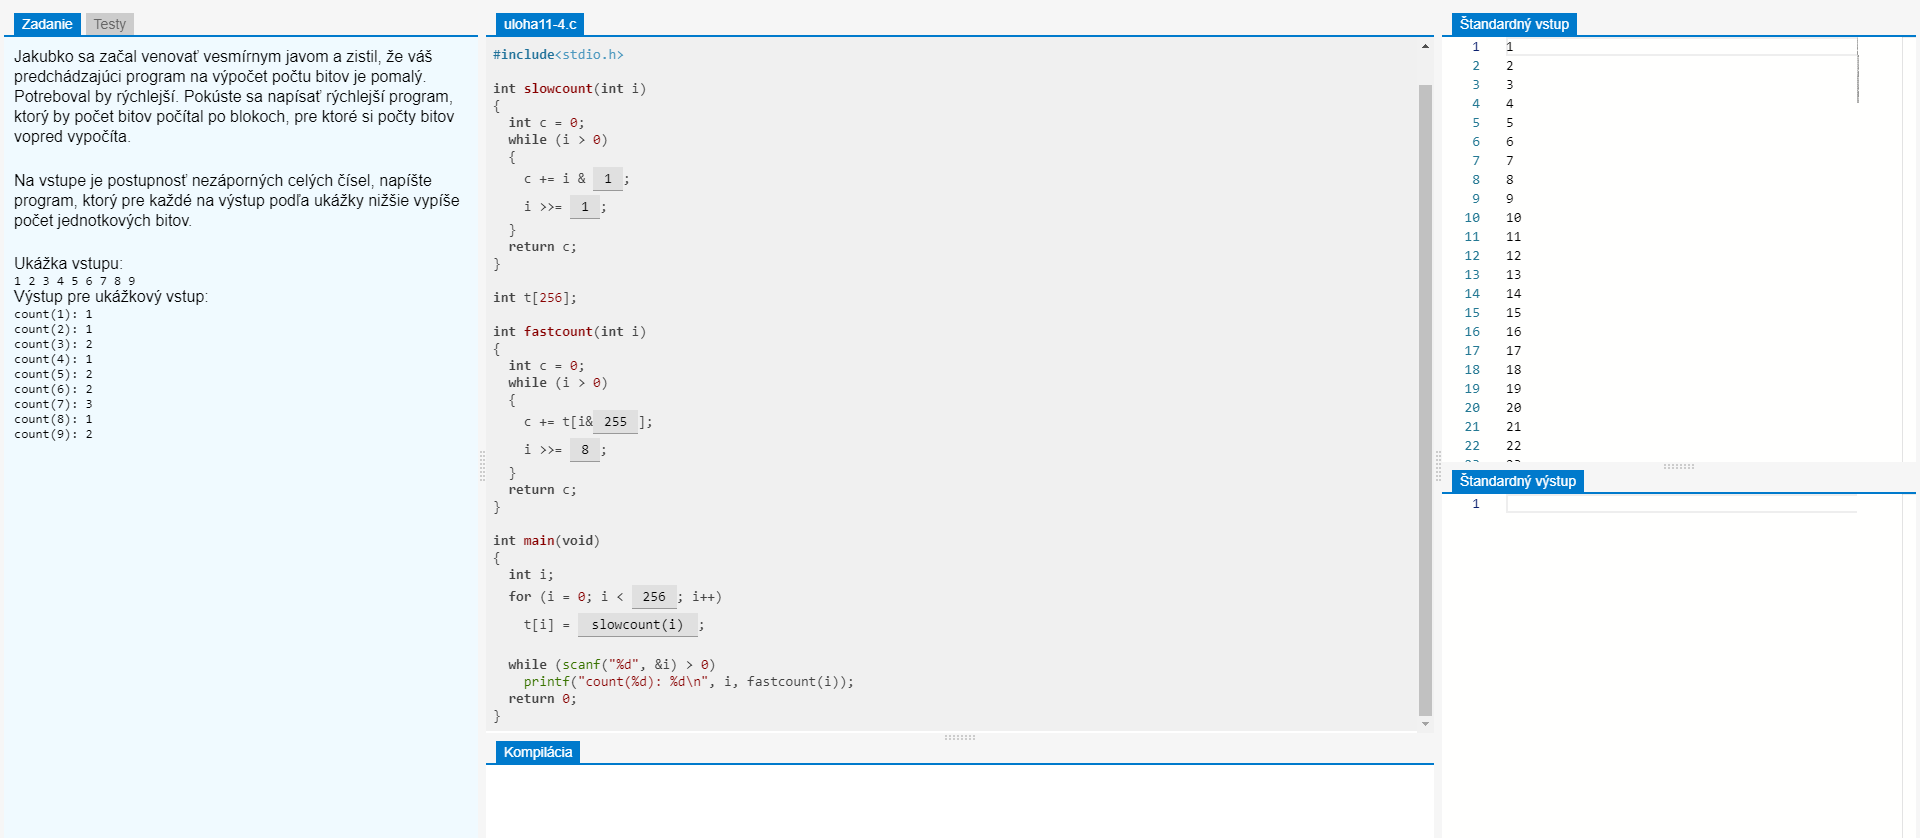 Zadanie
Testy
Jakubko sa začal venovať vesmírnym javom a zistil, že váš
predchádzajúci program na výpočet počtu bitov je pomalý.
Potreboval by rýchlejší. Pokúste sa napísať rýchlejší program,
ktorý by počet bitov počítal po blokoch, pre ktoré si počty bitov
vopred vypočíta.
Na vstupe je postupnosť nezáporných celých čísel, napíšte
program, ktorý pre každé na výstup podľa ukážky nižšie vypíše
počet jednotkových bitov.
Ukážka vstupu:
1 2 3 4 5 6 7 8 9
Výstup pre ukážkový vstup:
count(1): 1
count(2): 1
count(3): 2
count(4): 1
count(5): 2
count(6): 2
count(7): 3
count(8): 1
count(9): 2
uloha11-4.c
#include<stdio.h>
int slowcount(int i)
{
int c = 0;
while (i > 0)
{
c += i & 1 ;
i >>= 1 ;
}
return c;
}
int t[256];
int fastcount(int i)
{
int c = 0;
while (i > 0)
{
c += t[i& 255 ];
i >>= 8 ;
}
return c;
}
int main(void)
{
int i;
for (i = 0; i < 256 ; i++)
t[i] = slowcount(i) ;
while (scanf("%d", &i) > 0)
printf("count(%d): %d\n", i, fastcount(i));
return 0;
}
Kompilácia
Štandardný vstup
1 1
2 2
3 3
4 4
5 5
6 6
7 7
8 8
9 9
10 10
11 11
12 12
13 13
14 14
15 15
16 16
17 17
18 18
19 19
20 20
21 21
22 22
Štandardný výstup
1